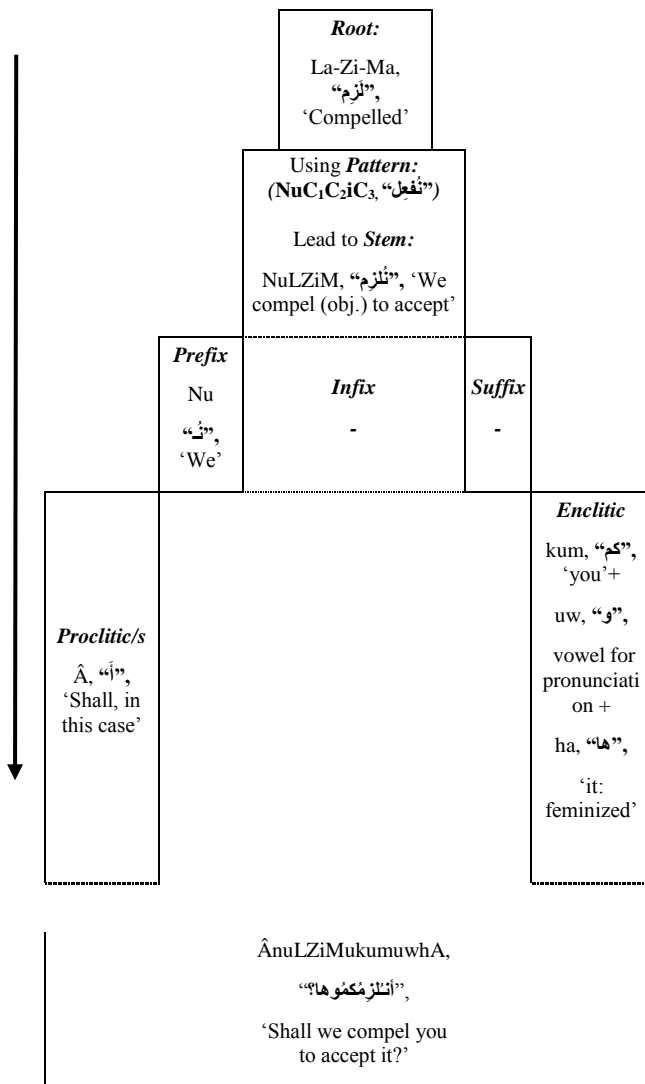 Root:
La-Zi-Ma,
“لَزِم”,
‘Compelled’
Using Pattern:
(NuC₁C₂iC₃, “نُفعِل”)
Lead to Stem:
NuLZiM, “نُلزِم”, ‘We
compel (obj.) to accept’
Prefix
Nu
“نُـ”,
‘We’
Infix
-
Suffix
-
Proclitic/s
Â, “أَ”,
‘Shall, in
this case’
Enclitic
kum, “كم”,
‘you’+
uw, “و”,
vowel for
pronunciati
on +
ha, “ها”,
‘it:
feminized’
ÂnuLZiMukumuwhA,
“أنُلزِمُكمُوها؟”,
‘Shall we compel you
to accept it?’